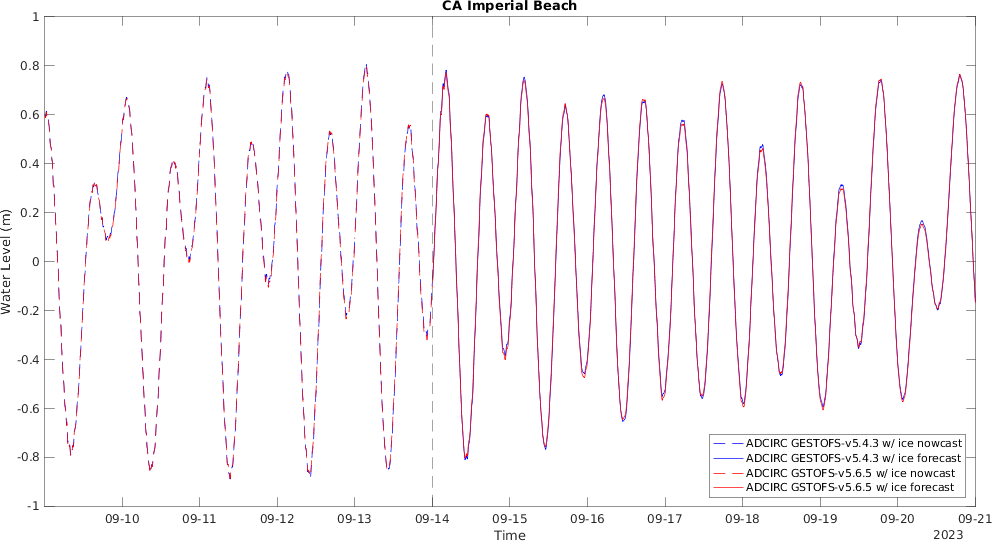 CA Imperial Beach
1
0.8
0.6
0.4
0.2
0
-0.2
-0.4
-0.6
-0.8
-1
Water Level (m)
ADCIRC GESTOFS-v5.4.3 w/ ice nowcast
ADCIRC GESTOFS-v5.4.3 w/ ice forecast
ADCIRC GSTOFS-v5.6.5 w/ ice nowcast
ADCIRC GSTOFS-v5.6.5 w/ ice forecast
09-10 09-11 09-12 09-13 09-14 09-15 09-16 09-17 09-18 09-19 09-20 09-21
Time
2023